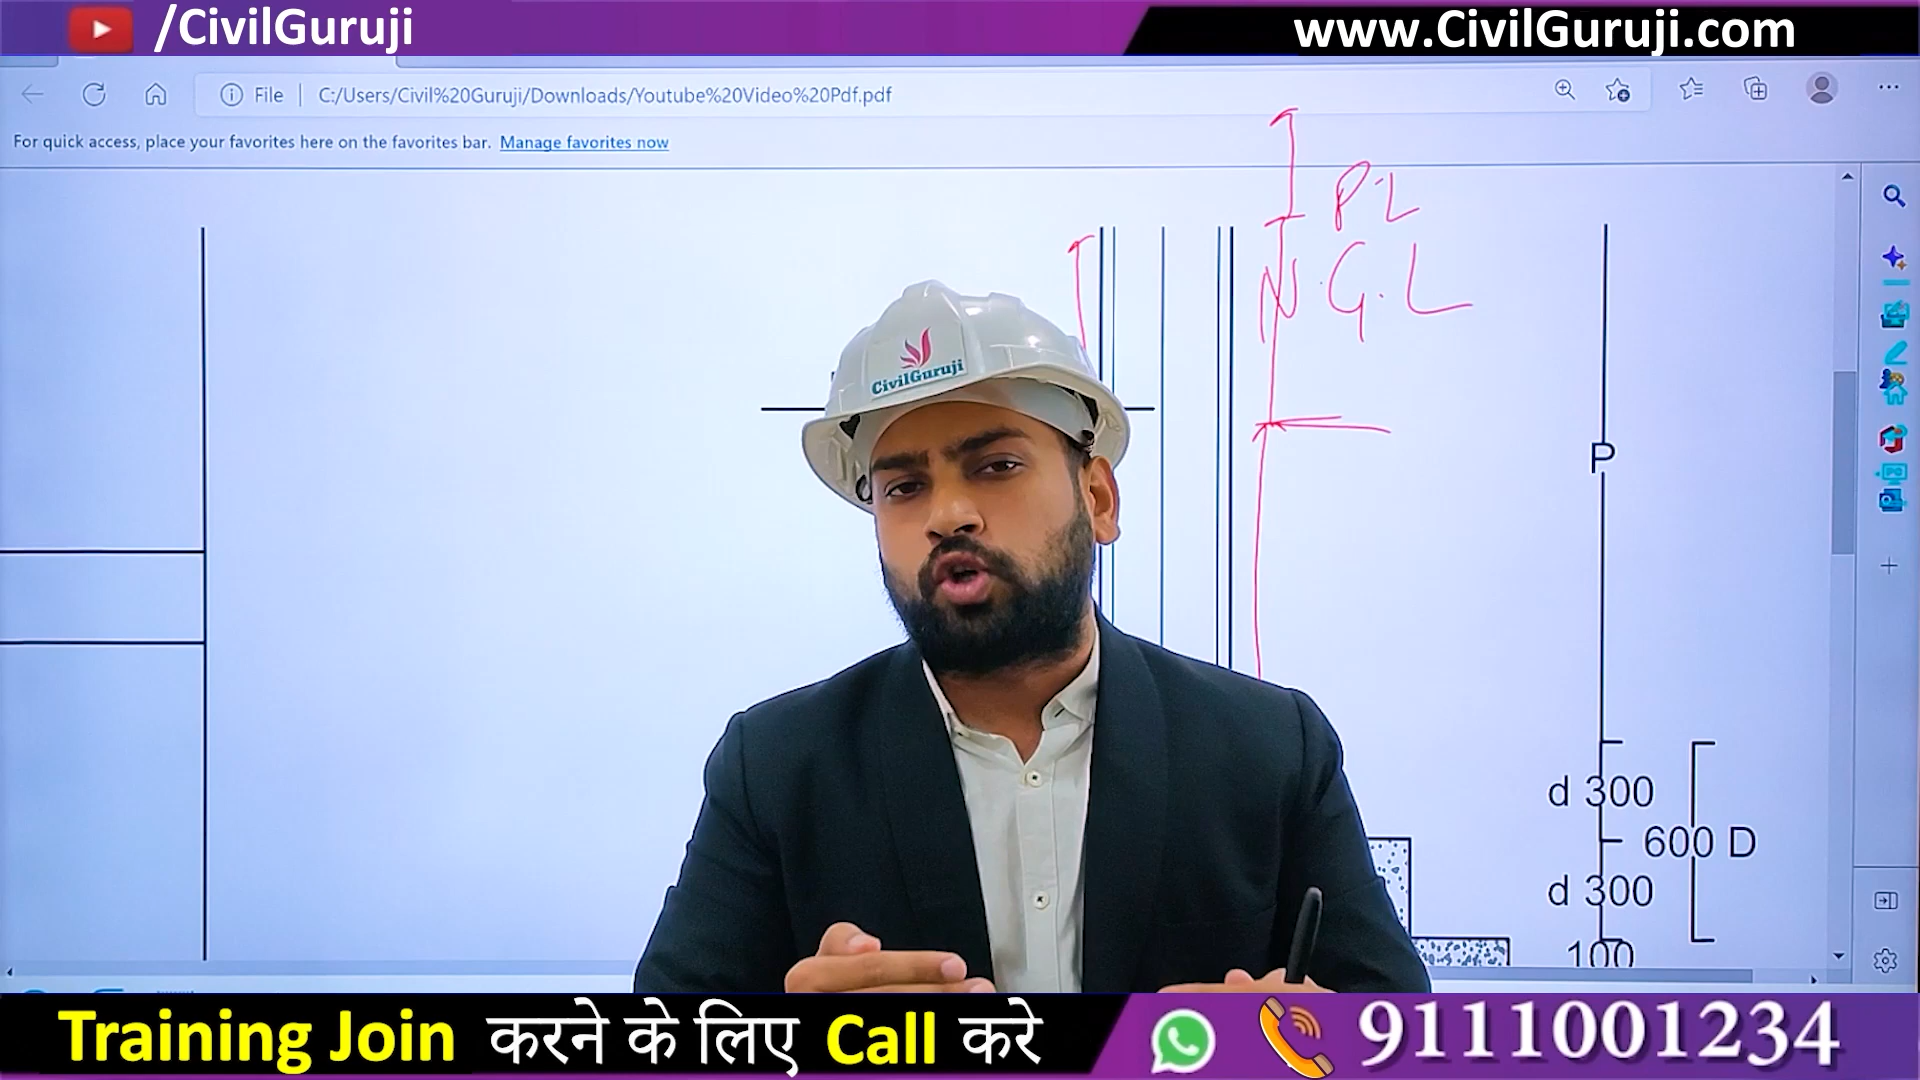 /CivilGuruji
www.CivilGuruji.com
File
C:/Users/Civil%20Guruji/Downloads/Youtube%20Video%20Pdf.pdf
For quick access, place your favorites here on the favorites bar. Manage favorites now
P.L
N.G.L
CivilGuruji
P
d 300
600 D
d 300
100
Training Join करने के लिए Call करे
9111001234